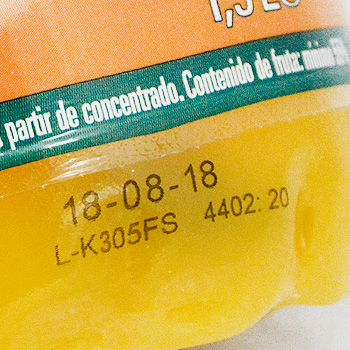 partir de concentrado. Contenido de fruta: mínimo
18-08-18
L-K305FS 4402:20